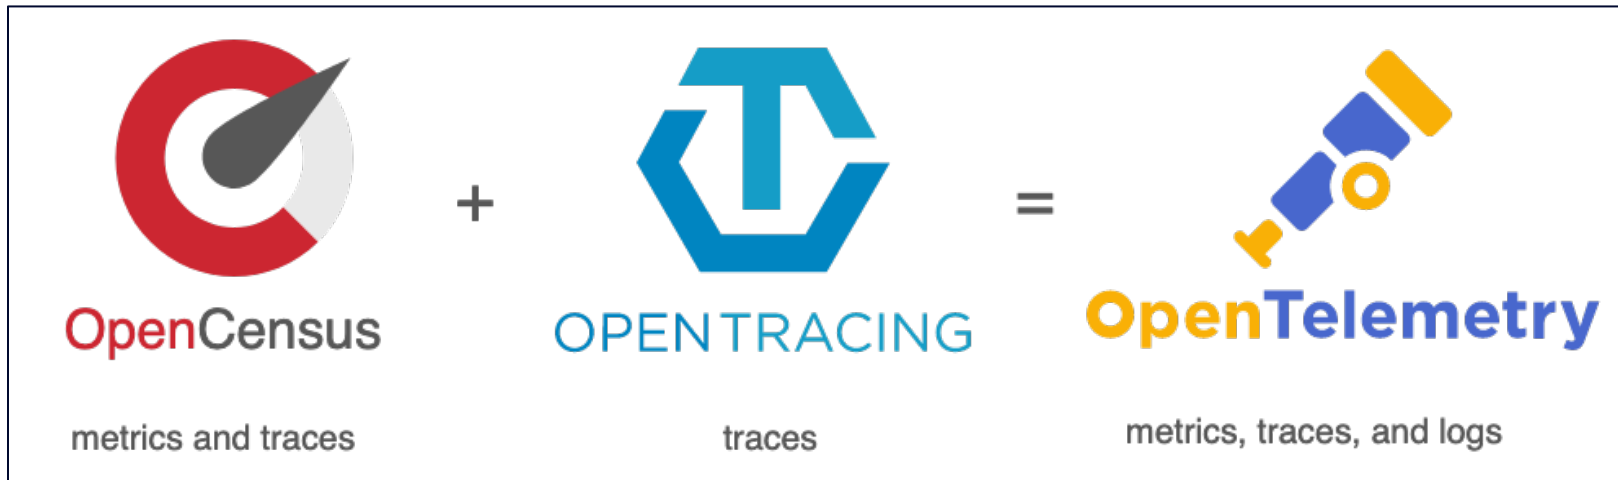 +
=
OpenCensus
OPENTRACING
OpenTelemetry
metrics and traces
traces
metrics, traces, and logs